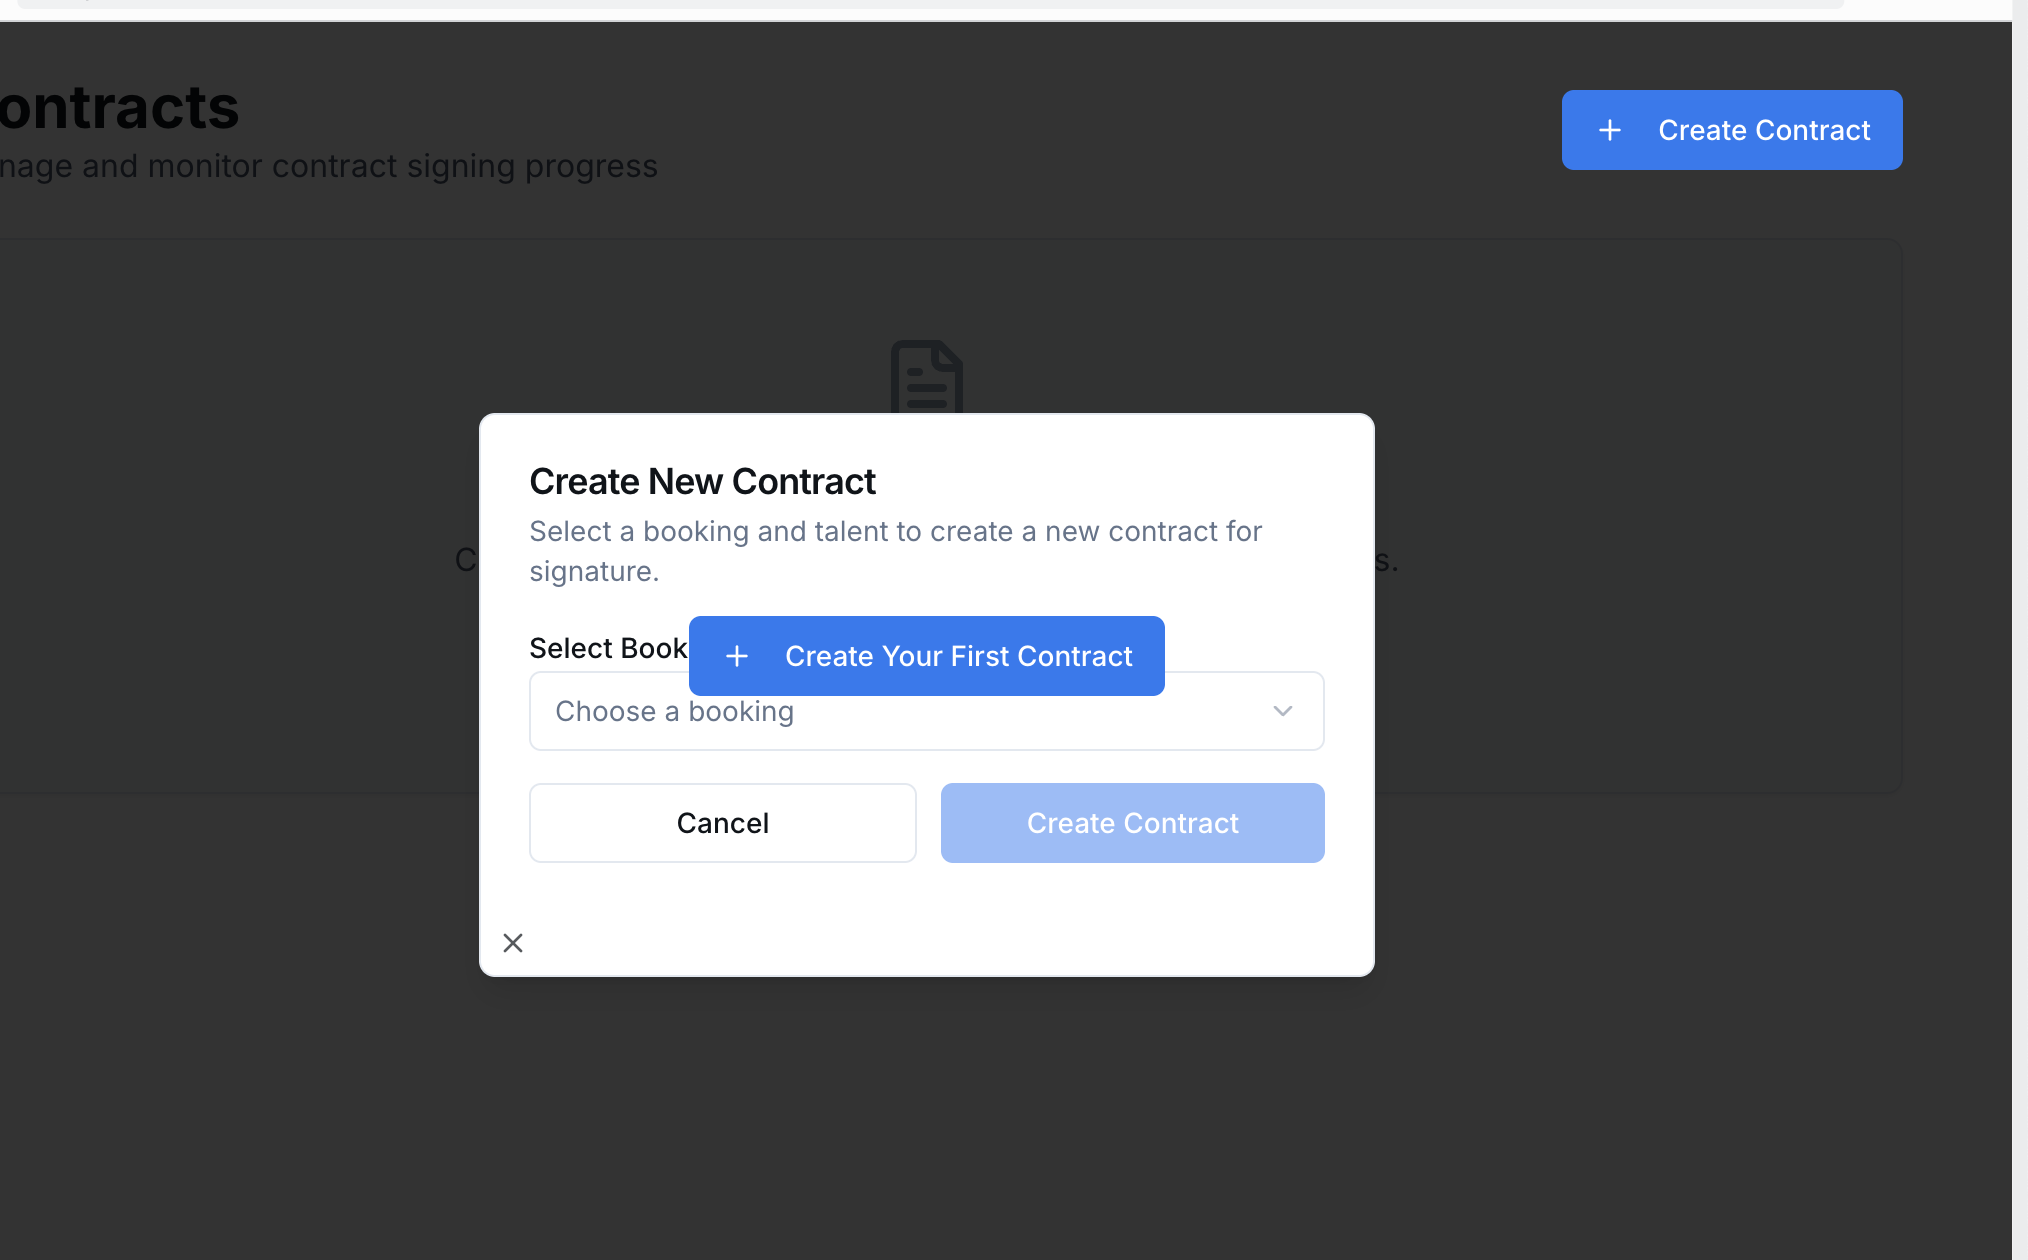 ontracts
nage and monitor contract signing progress
Create Contract
Create New Contract
Select a booking and talent to create a new contract for
signature.
C
s.
Select Book
Create Your First Contract
Choose a booking
Cancel
Create Contract